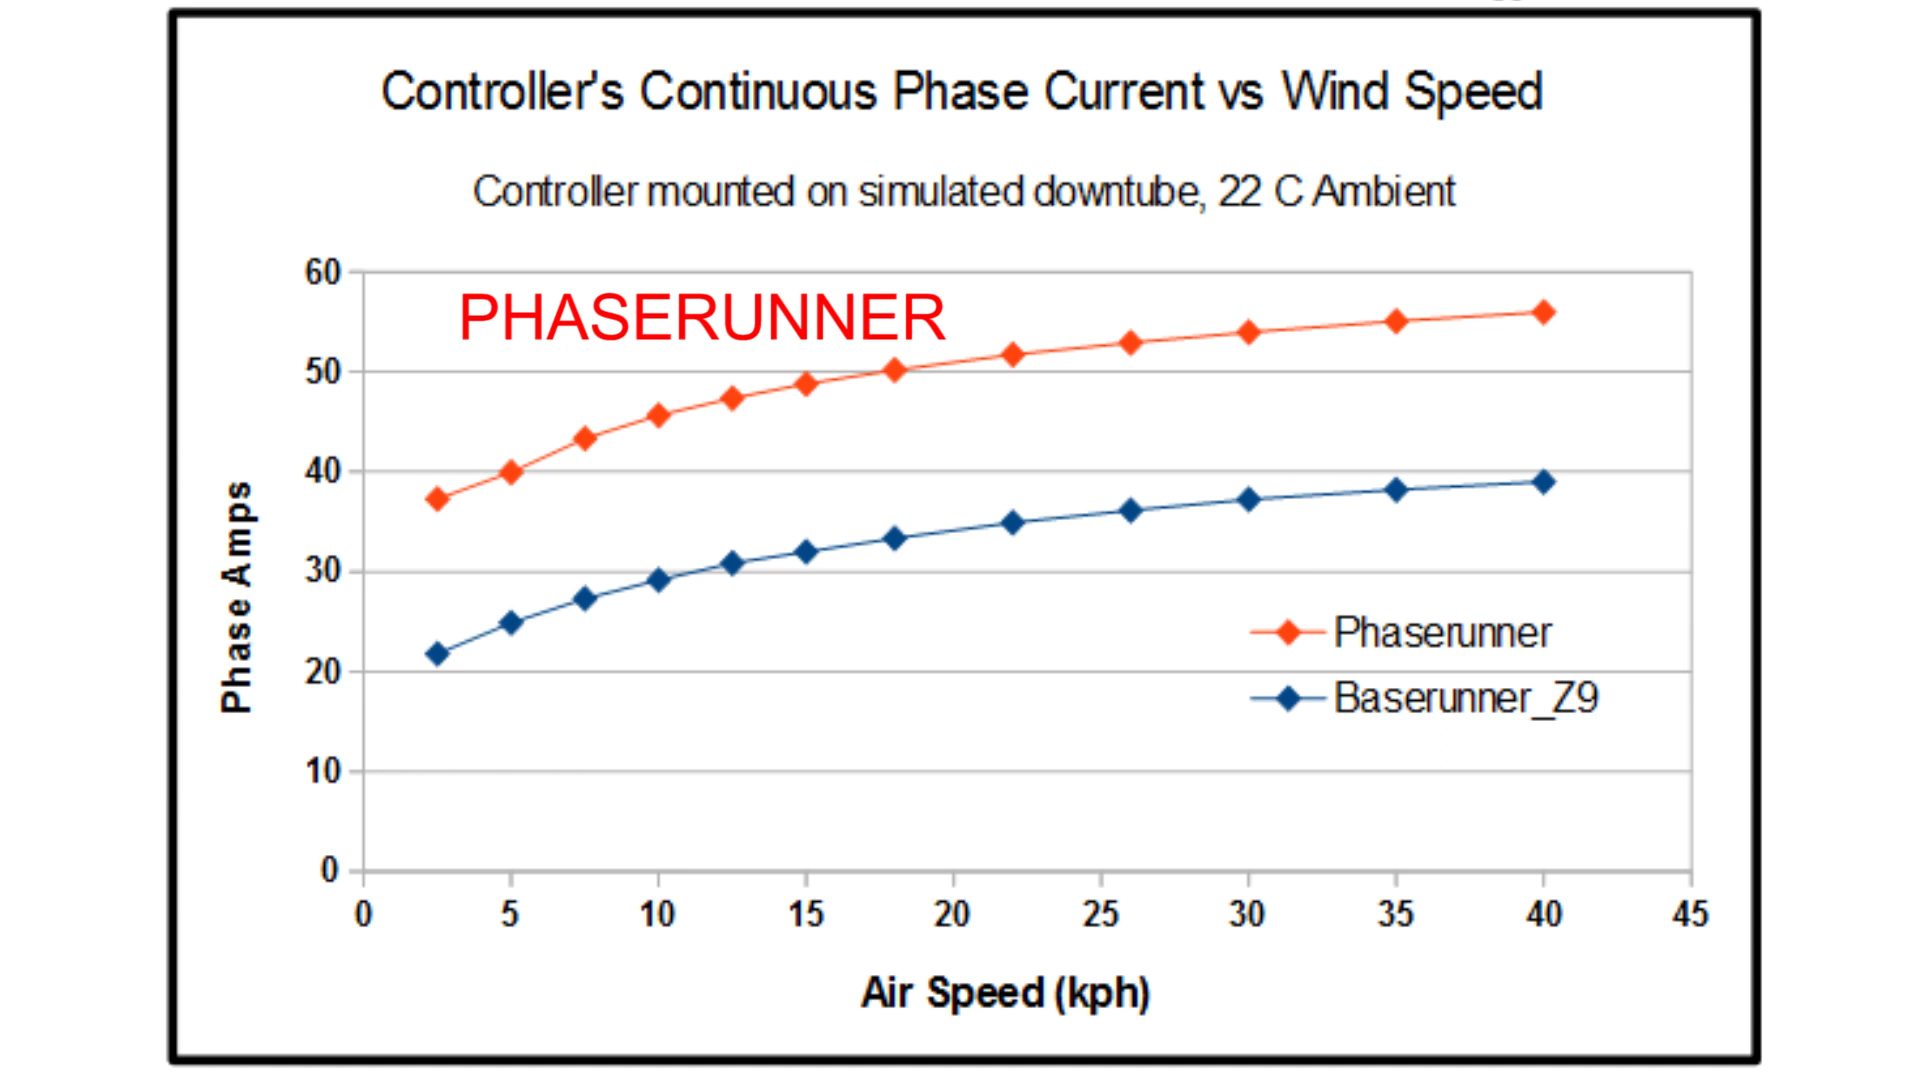 Controller's Continuous Phase Current vs Wind Speed
Controller mounted on simulated downtube, 22 C Ambient
PHASERUNNER
60
50
40
30
20
10
0
Phase Amps
Phaserunner
Baserunner_Z9
0 5 10 15 20 25 30 35 40 45
Air Speed (kph)